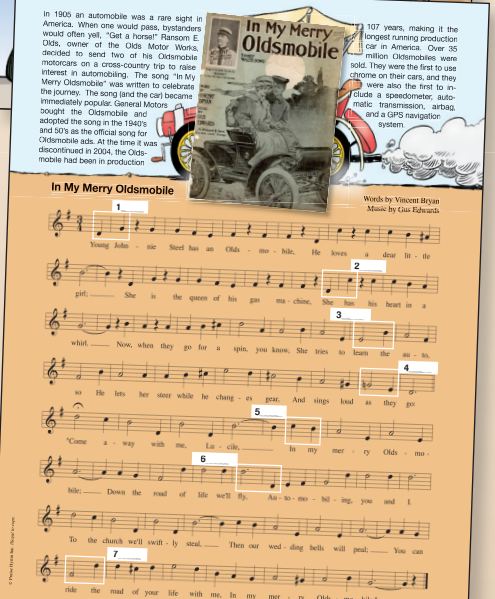 In 1905 an automobile was a rare sight in
America. When one would pass, bystanders
would often yell, "Get a horse!" Ransom E.
Olds, owner of the Olds Motor Works,
decided to send two of his Oldsmobile
motorcars on a cross-country trip to raise
interest in automobiling. The song "In My
Merry Oldsmobile" was written to celebrate
the journey. The song (and the car) became
immediately popular. General Motors
bought the Oldsmobile and
adopted the song in the 1940's
and 50's as the official song for
Oldsmobile ads. At the time it was
discontinued in 2004, the Olds-
mobile had been in production
In My Merry
Oldsmobile
107 years, making it the
longest running production
car in America. Over 35
million Oldsmobiles were
sold. They were the first to use
chrome on their cars, and they
were also the first to in-
clude a speedometer, auto-
matic transmission, airbag,
and a GPS navigation
system.
In My Merry Oldsmobile
Words by Vincent Bryan
Music by Gus Edwards
1
Young John - nie Steel has an Olds - mo - bile, He loves a dear lit - tle
2
girl; She is the queen of his gas ma - chine, She has his heart in a
3
whirl. Now, when they go for a spin, you know, She tries to learn the au - to,
4
so He lets her steer while he chang - es gear, And sings loud as they go:
5
"Come a - way with me, Lu - cile, In my mer - ry Olds - mo -
6
bile; Down the road of life we'll fly, Au - to - mo - bil - ing, you and I.
To the church we'll swift - ly steal, Then our wed - ding bells will peal; You can
7
ride the road of your life with me, In my mer - ry Olds - mo - bile."